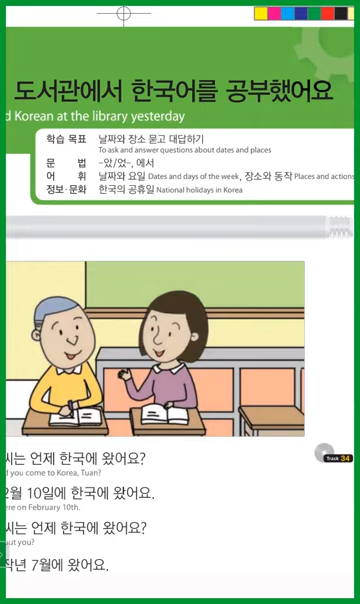 도서관에서 한국어를 공부했어요
d Korean at the library yesterday
학습 목표 날짜와 장소 묻고 대답하기
To ask and answer questions about dates and places
문 법 -았/었-, 에서
어 휘 날짜와 요일 Dates and days of the week, 장소와 동작 Places and actions
정보·문화 한국의 공휴일 National holidays in Korea
Track 34
씨는 언제 한국에 왔어요?
d you come to Korea, Tuan?
2월 10일에 한국에 왔어요.
ere on February 10th.
씨는 언제 한국에 왔어요?
out you?
작년 7월에 왔어요.